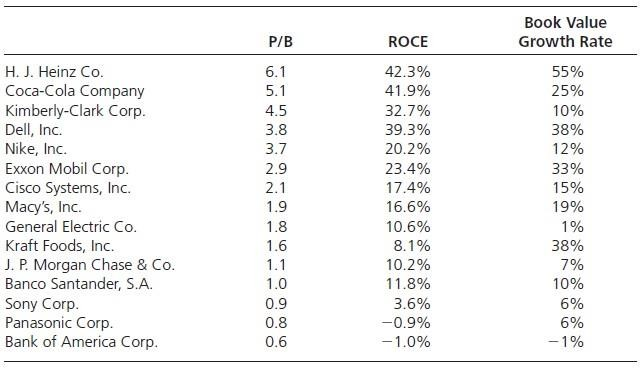 Book Value
P/B ROCE Growth Rate
H. J. Heinz Co. 6.1 42.3% 55%
Coca-Cola Company 5.1 41.9% 25%
Kimberly-Clark Corp. 4.5 32.7% 10%
Dell, Inc. 3.8 39.3% 38%
Nike, Inc. 3.7 20.2% 12%
Exxon Mobil Corp. 2.9 23.4% 33%
Cisco Systems, Inc. 2.1 17.4% 15%
Macy's, Inc. 1.9 16.6% 19%
General Electric Co. 1.8 10.6% 1%
Kraft Foods, Inc. 1.6 8.1% 38%
J. P. Morgan Chase & Co. 1.1 10.2% 7%
Banco Santander, S.A. 1.0 11.8% 10%
Sony Corp. 0.9 3.6% 6%
Panasonic Corp. 0.8 −0.9% 6%
Bank of America Corp. 0.6 −1.0% −1%